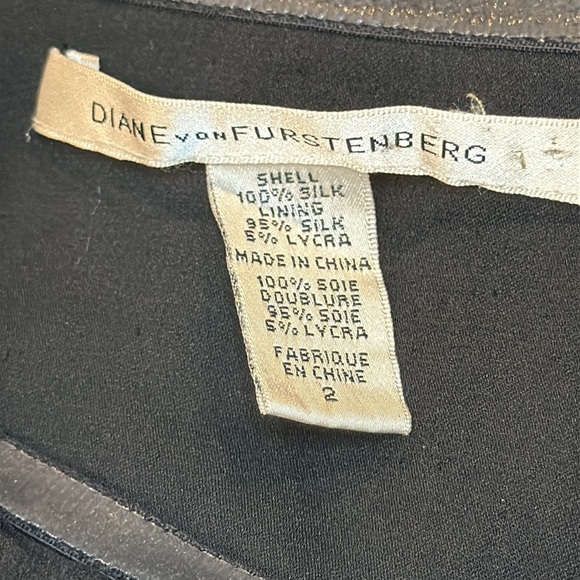 DIANE VON FURSTENBERG
SHELL
100% SILK
LINING
95% SILK
5% LYCRA
MADE IN CHINA
100% SOIE
DOUBLURE
95% SOIE
5% LYCRA
FABRIQUE
EN CHINE
2